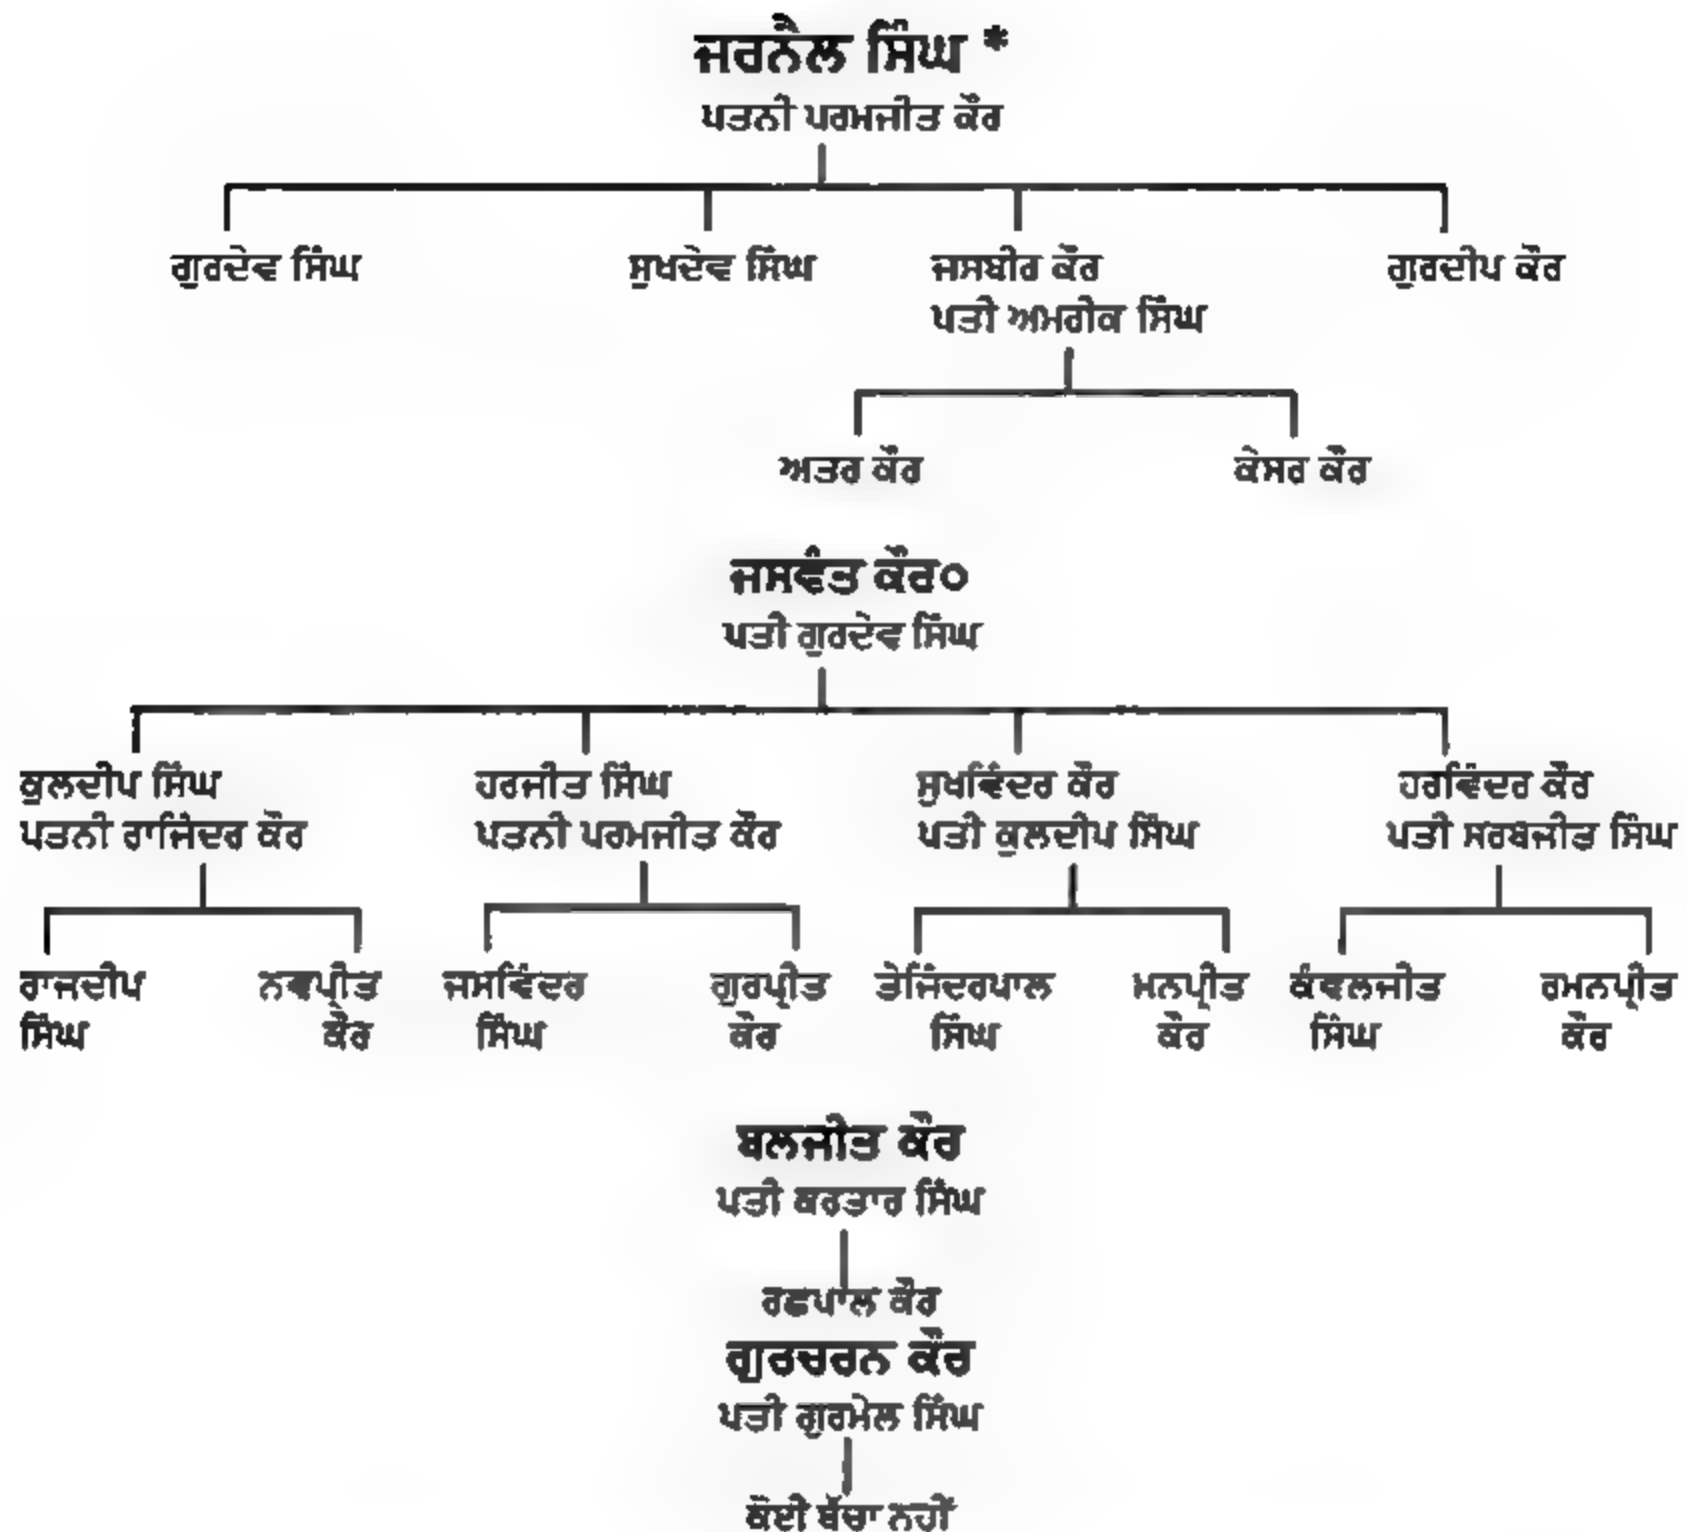 ਜਰਨੈਲ ਸਿੰਘ *
ਪਤਨੀ ਪਰਮਜੀਤ ਕੌਰ
ਗੁਰਦੇਵ ਸਿੰਘ ਸੁਖਦੇਵ ਸਿੰਘ ਜਸਬੀਰ ਕੌਰ ਗੁਰਦੀਪ ਕੌਰ
ਪਤੀ ਅਮਰੀਕ ਸਿੰਘ
ਅਤਰ ਕੌਰ ਕੇਸਰ ਕੌਰ
ਜਸਵੰਤ ਕੌਰ੦
ਪਤੀ ਗੁਰਦੇਵ ਸਿੰਘ
ਕੁਲਦੀਪ ਸਿੰਘ ਹਰਜੀਤ ਸਿੰਘ ਸੁਖਵਿੰਦਰ ਕੌਰ ਹਰਵਿੰਦਰ ਕੌਰ
ਪਤਨੀ ਰਾਜਿੰਦਰ ਕੌਰ ਪਤਨੀ ਪਰਮਜੀਤ ਕੌਰ ਪਤੀ ਕੁਲਦੀਪ ਸਿੰਘ ਪਤੀ ਸਰਬਜੀਤ ਸਿੰਘ
ਰਾਜਦੀਪ ਨਵਪ੍ਰੀਤ ਜਸਵਿੰਦਰ ਗੁਰਪ੍ਰੀਤ ਤੇਜਿੰਦਰਪਾਲ ਮਨਪ੍ਰੀਤ ਕੰਵਲਜੀਤ ਰਮਨਪ੍ਰੀਤ
ਸਿੰਘ ਕੌਰ ਸਿੰਘ ਕੌਰ ਸਿੰਘ ਕੌਰ ਸਿੰਘ ਕੌਰ
ਬਲਜੀਤ ਕੌਰ
ਪਤੀ ਕਰਤਾਰ ਸਿੰਘ
ਰਛਪਾਲ ਕੌਰ
ਗੁਰਚਰਨ ਕੌਰ
ਪਤੀ ਗੁਰਮੇਲ ਸਿੰਘ
ਕੋਈ ਬੱਚਾ ਨਹੀਂ